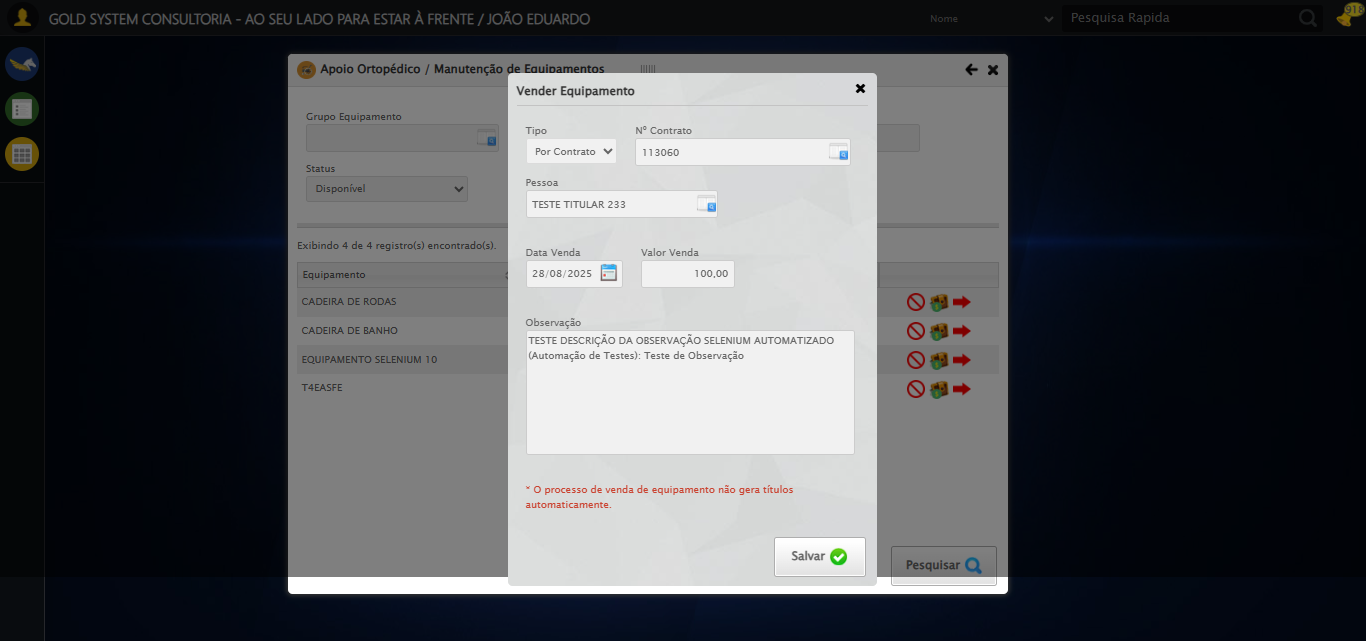 GOLD SYSTEM CONSULTORIA - AO SEU LADO PARA ESTAR À FRENTE / JOÃO EDUARDO
Nome
Pesquisa Rapida
918
Apoio Ortopédico / Manutenção de Equipamentos
Grupo Equipamento
Status
Disponível
Exibindo 4 de 4 registro(s) encontrado(s).
Equipamento
CADEIRA DE RODAS
CADEIRA DE BANHO
EQUIPAMENTO SELENIUM 10
T4EASFE
Pesquisar
Vender Equipamento
Tipo
Nº Contrato
Por Contrato
113060
Pessoa
TESTE TITULAR 233
Data Venda
Valor Venda
28/08/2025
100,00
Observação
TESTE DESCRIÇÃO DA OBSERVAÇÃO SELENIUM AUTOMATIZADO
(Automação de Testes): Teste de Observação
* O processo de venda de equipamento não gera títulos
automaticamente.
Salvar